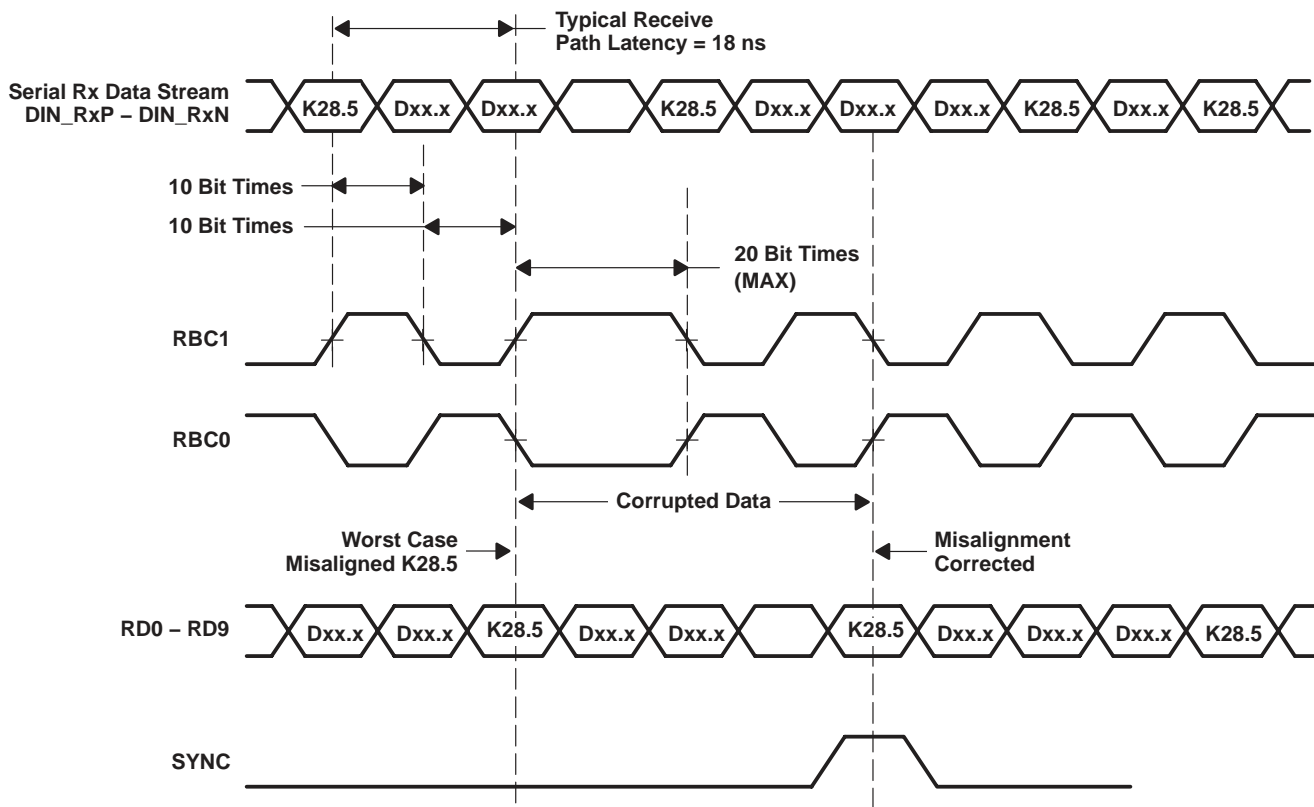 Typical Receive
Path Latency = 18 ns
Serial Rx Data Stream
DIN_RxP – DIN_RxN
K28.5 Dxx.x Dxx.x K28.5 Dxx.x Dxx.x Dxx.x K28.5 Dxx.x K28.5
10 Bit Times
10 Bit Times
20 Bit Times
(MAX)
RBC1
RBC0
Corrupted Data
Worst Case
Misaligned K28.5
Misalignment
Corrected
RD0 – RD9
Dxx.x Dxx.x K28.5 Dxx.x Dxx.x K28.5 Dxx.x Dxx.x Dxx.x K28.5
SYNC